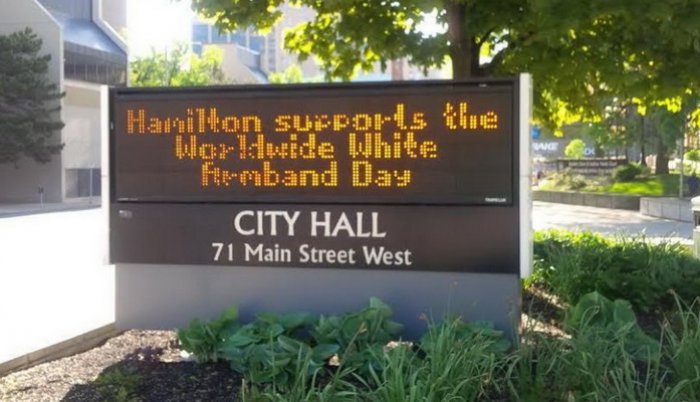 Hamilton supports the
Worldwide White
Armband Day
CITY HALL
71 Main Street West